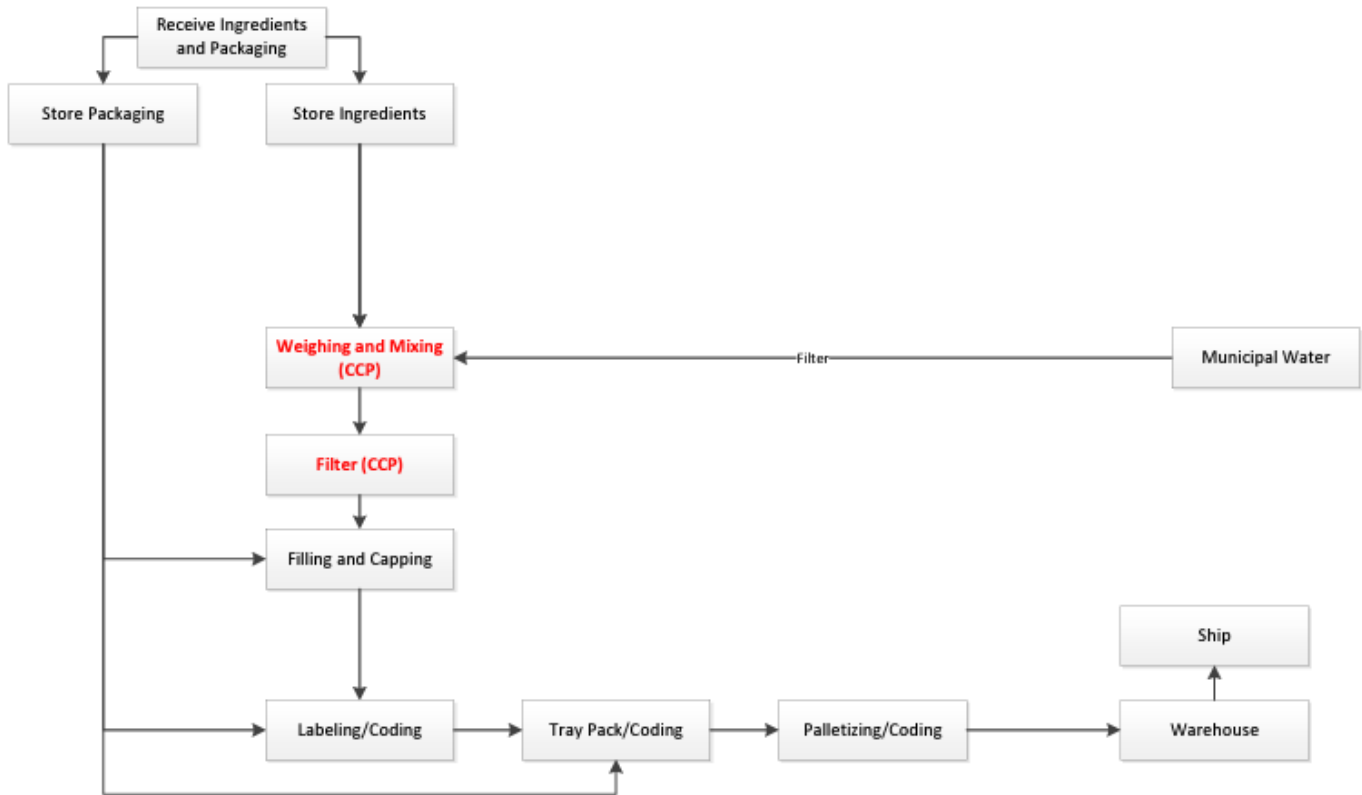 Receive Ingredients
and Packaging
Store Packaging
Store Ingredients
Weighing and Mixing
(CCP)
Filter
Municipal Water
Filter (CCP)
Filling and Capping
Ship
Labeling/Coding
Tray Pack/Coding
Palletizing/Coding
Warehouse